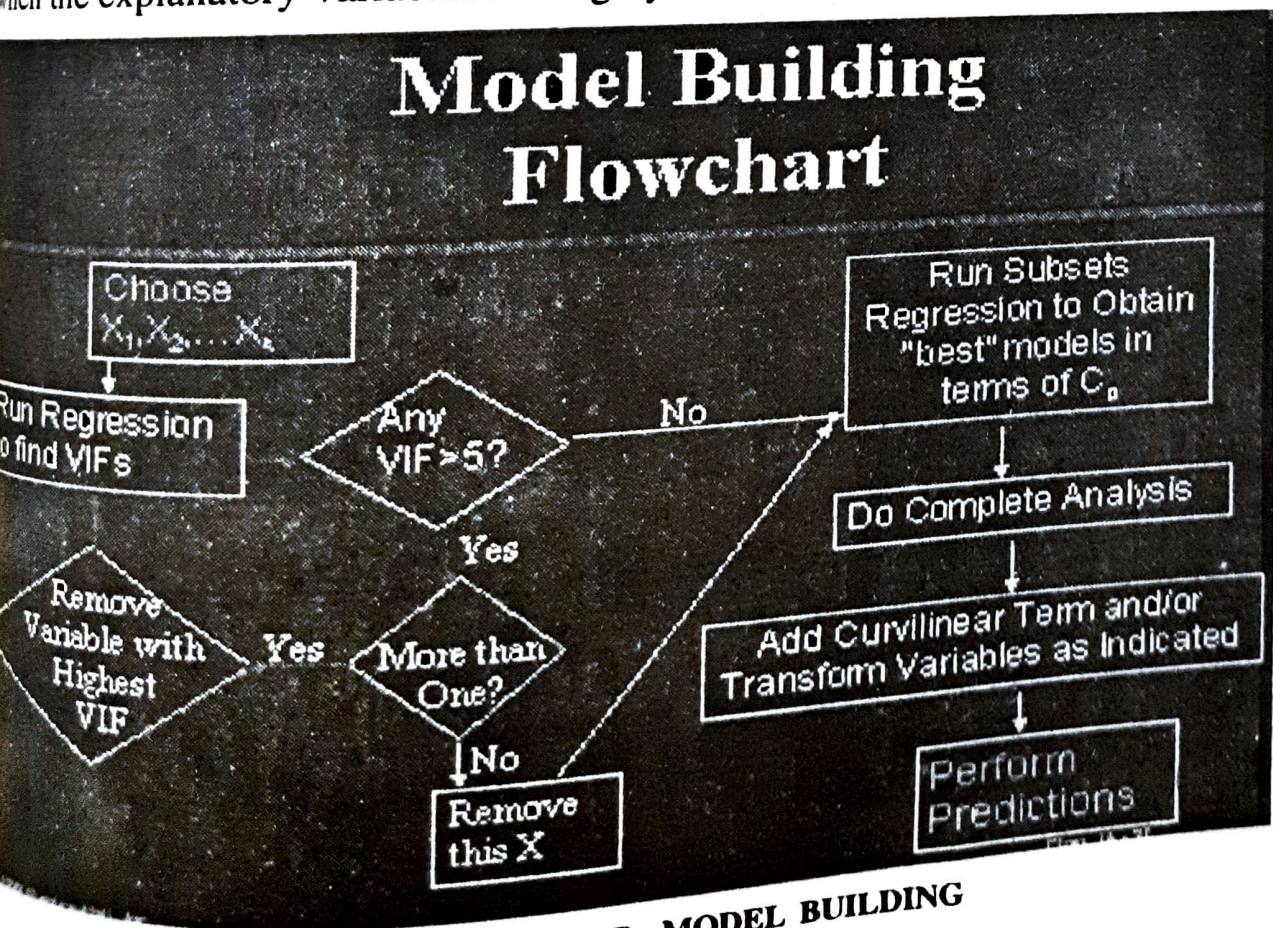 the explanatory
Model Building
Flowchart
Choose
X₁,X₂,...Xₖ
Run Regression
to find VIFs
Any
VIF>5?
No
Yes
More than
One?
Yes
Remove
Variable with
Highest
VIF
No
Remove
this X
Run Subsets
Regression to Obtain
"best" models in
terms of Cₚ
Do Complete Analysis
Add Curvilinear Term and/or
Transform Variables as Indicated
Perform
Predictions
MODEL BUILDING